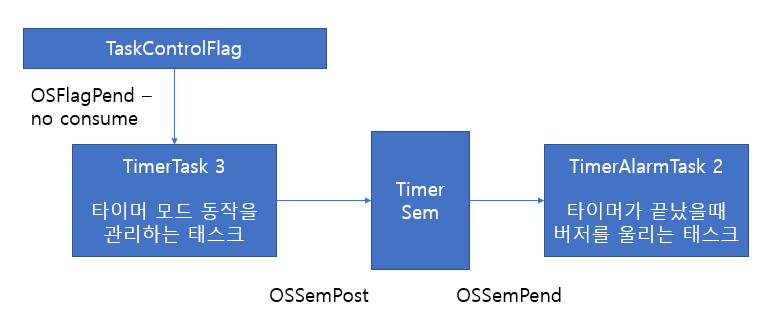 TaskControlFlag
OSFlagPend –
no consume
TimerTask 3
타이머 모드 동작을
관리하는 태스크
Timer
Sem
TimerAlarmTask 2
타이머가 끝났을때
버저를 울리는 태스크
OSSemPost
OSSemPend